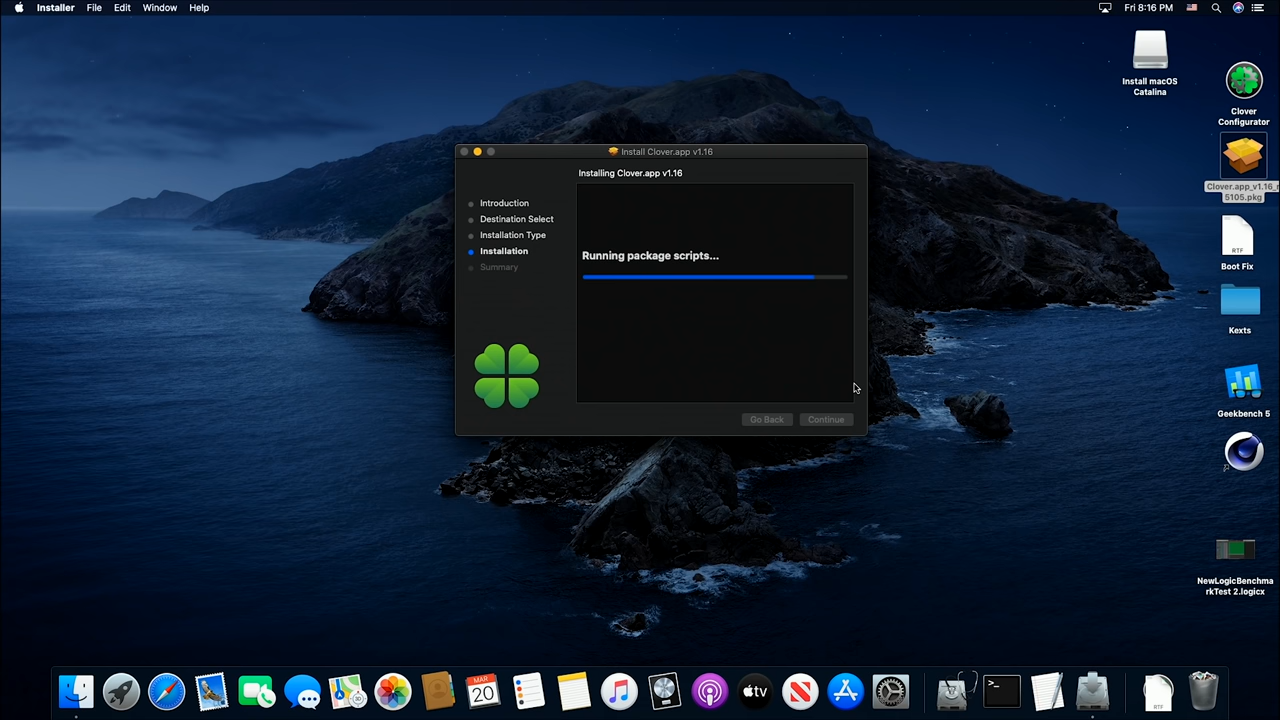 Installer File Edit Window Help
Fri 8:16 PM
Install macOS
Catalina
Clover
Configurator
Install Clover.app v1.16
Installing Clover.app v1.16
Introduction
Destination Select
Installation Type
Installation
Summary
Running package scripts...
Go Back
Continue
Clover.app_v1.16_r
5105.pkg
RTF
Boot Fix
Kexts
Geekbench 5
NewLogicBenchma
rkTest 2.logicx
MAR
20
tv
RTF